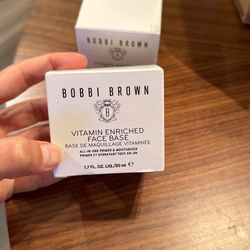 BOBBI BROWN
BOBBI BROWN
B
VITAMIN ENRICHED
FACE BASE
BASE DE MAQUILLAGE VITAMINÉE
ALL-IN-ONE PRIMER & MOISTURIZER
PRIMER ET HYDRATANT TOUT-EN-UN
1.7 FL. OZ. LIQ./50 ml ℮